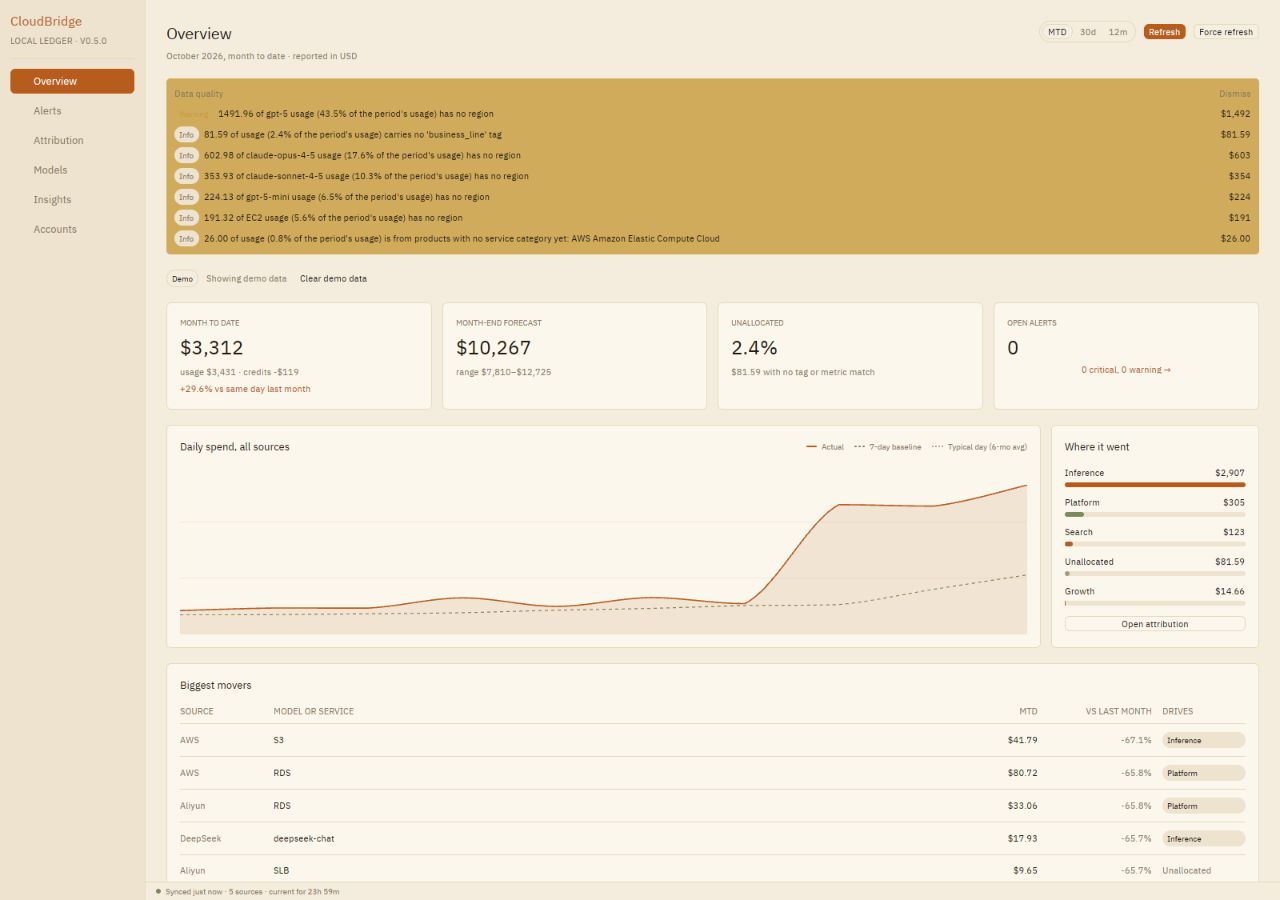 CloudBridge
LOCAL LEDGER · V0.5.0
Overview
Alerts
Attribution
Models
Insights
Accounts
Overview
October 2026, month to date · reported in USD
MTD 30d 12m Refresh Force refresh
Data quality Dismiss
Warning 1491.96 of gpt-5 usage (43.5% of the period's usage) has no region $1,492
Info 81.59 of usage (2.4% of the period's usage) carries no 'business_line' tag $81.59
Info 602.98 of claude-opus-4-5 usage (17.6% of the period's usage) has no region $603
Info 353.93 of claude-sonnet-4-5 usage (10.3% of the period's usage) has no region $354
Info 224.13 of gpt-5-mini usage (6.5% of the period's usage) has no region $224
Info 191.32 of EC2 usage (5.6% of the period's usage) has no region $191
Info 26.00 of usage (0.8% of the period's usage) is from products with no service category yet: AWS Amazon Elastic Compute Cloud $26.00
Demo Showing demo data Clear demo data
MONTH TO DATE
$3,312
usage $3,431 · credits -$119
+29.6% vs same day last month
MONTH-END FORECAST
$10,267
range $7,810–$12,725
UNALLOCATED
2.4%
$81.59 with no tag or metric match
OPEN ALERTS
0
0 critical, 0 warning →
Daily spend, all sources
Actual 7-day baseline Typical day (6-mo avg)
Where it went
Inference $2,907
Platform $305
Search $123
Unallocated $81.59
Growth $14.66
Open attribution
Biggest movers
SOURCE MODEL OR SERVICE MTD VS LAST MONTH DRIVES
AWS S3 $41.79 -67.1% Inference
AWS RDS $80.72 -65.8% Platform
Aliyun RDS $33.06 -65.8% Platform
DeepSeek deepseek-chat $17.93 -65.7% Inference
Aliyun SLB $9.65 -65.7% Unallocated
Synced just now · 5 sources · current for 23h 59m